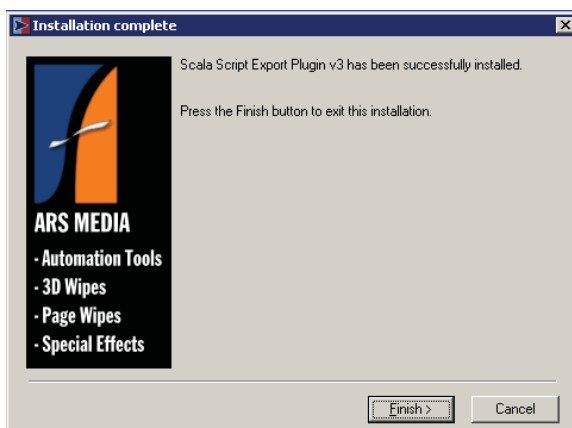 Installation complete
Scala Script Export Plugin v3 has been successfully installed.
Press the Finish button to exit this installation.
ARS MEDIA
- Automation Tools
- 3D Wipes
- Page Wipes
- Special Effects
Finish >
Cancel